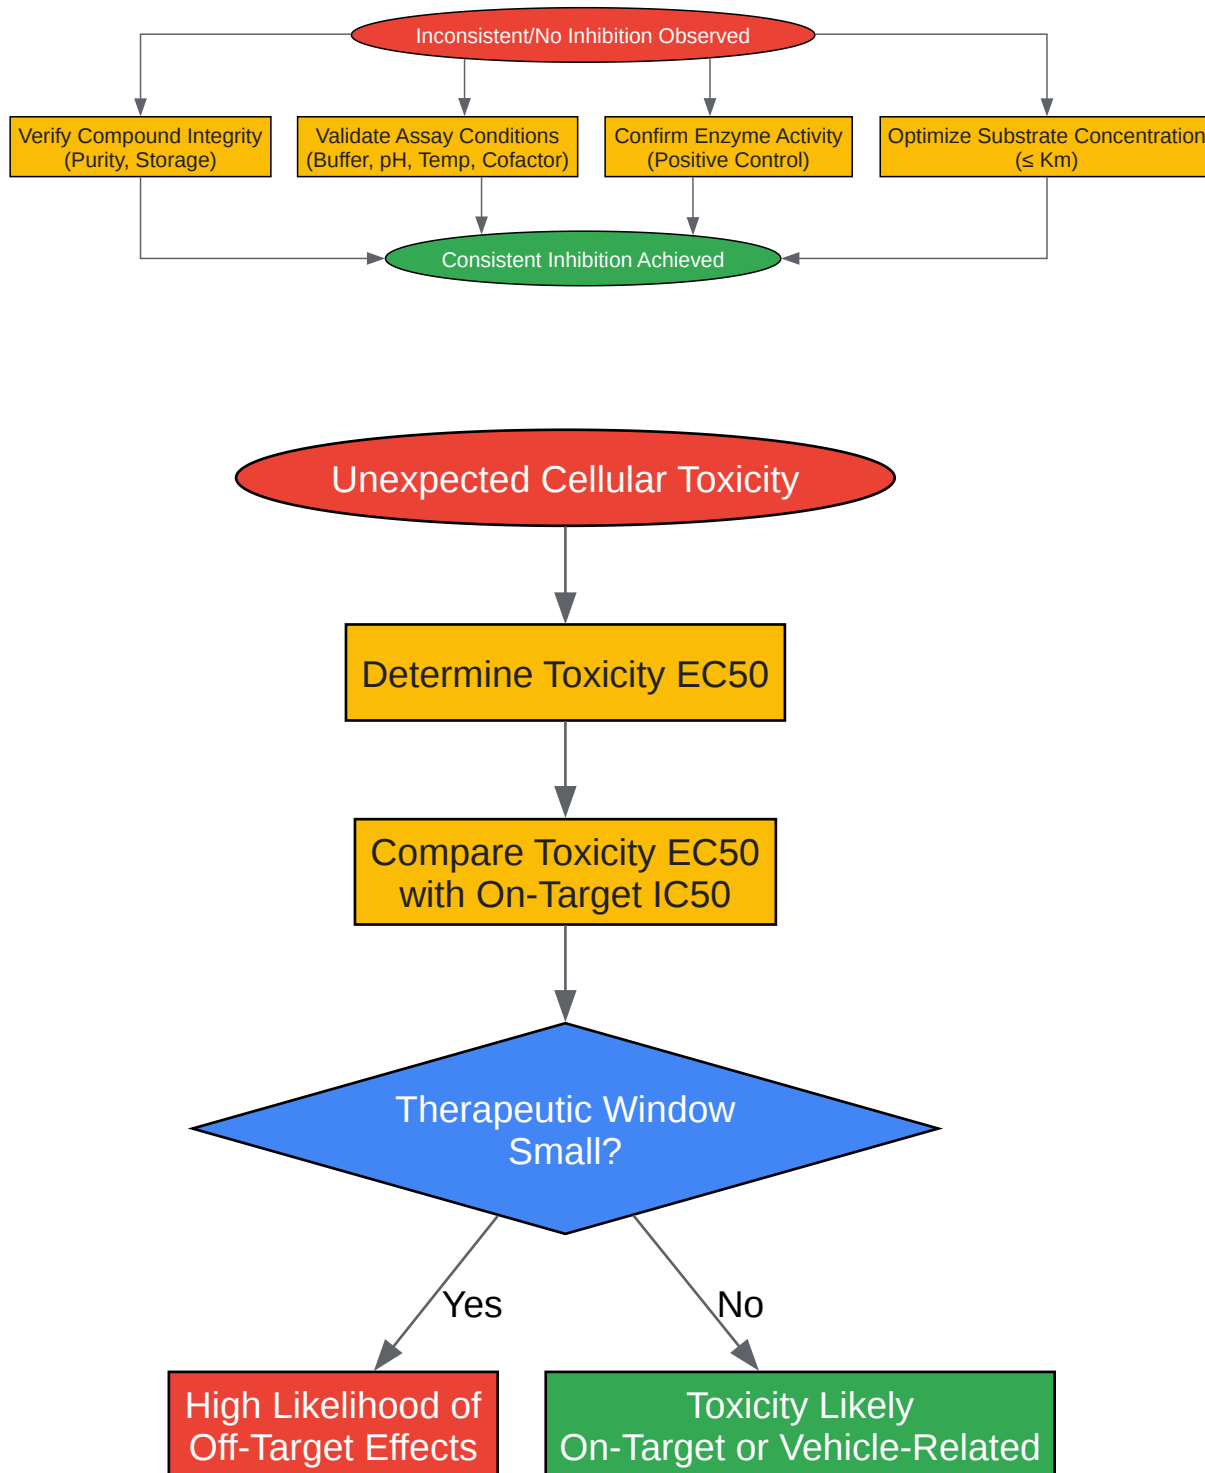 Inconsistent/No Inhibition Observed
Verify Compound Integrity
(Purity, Storage)
Validate Assay Conditions
(Buffer, pH, Temp, Cofactor)
Confirm Enzyme Activity
(Positive Control)
Optimize Substrate Concentration
(≤ Km)
Consistent Inhibition Achieved
Unexpected Cellular Toxicity
Determine Toxicity EC50
Compare Toxicity EC50
with On-Target IC50
Therapeutic Window
Small?
Yes
No
High Likelihood of
Off-Target Effects
Toxicity Likely
On-Target or Vehicle-Related